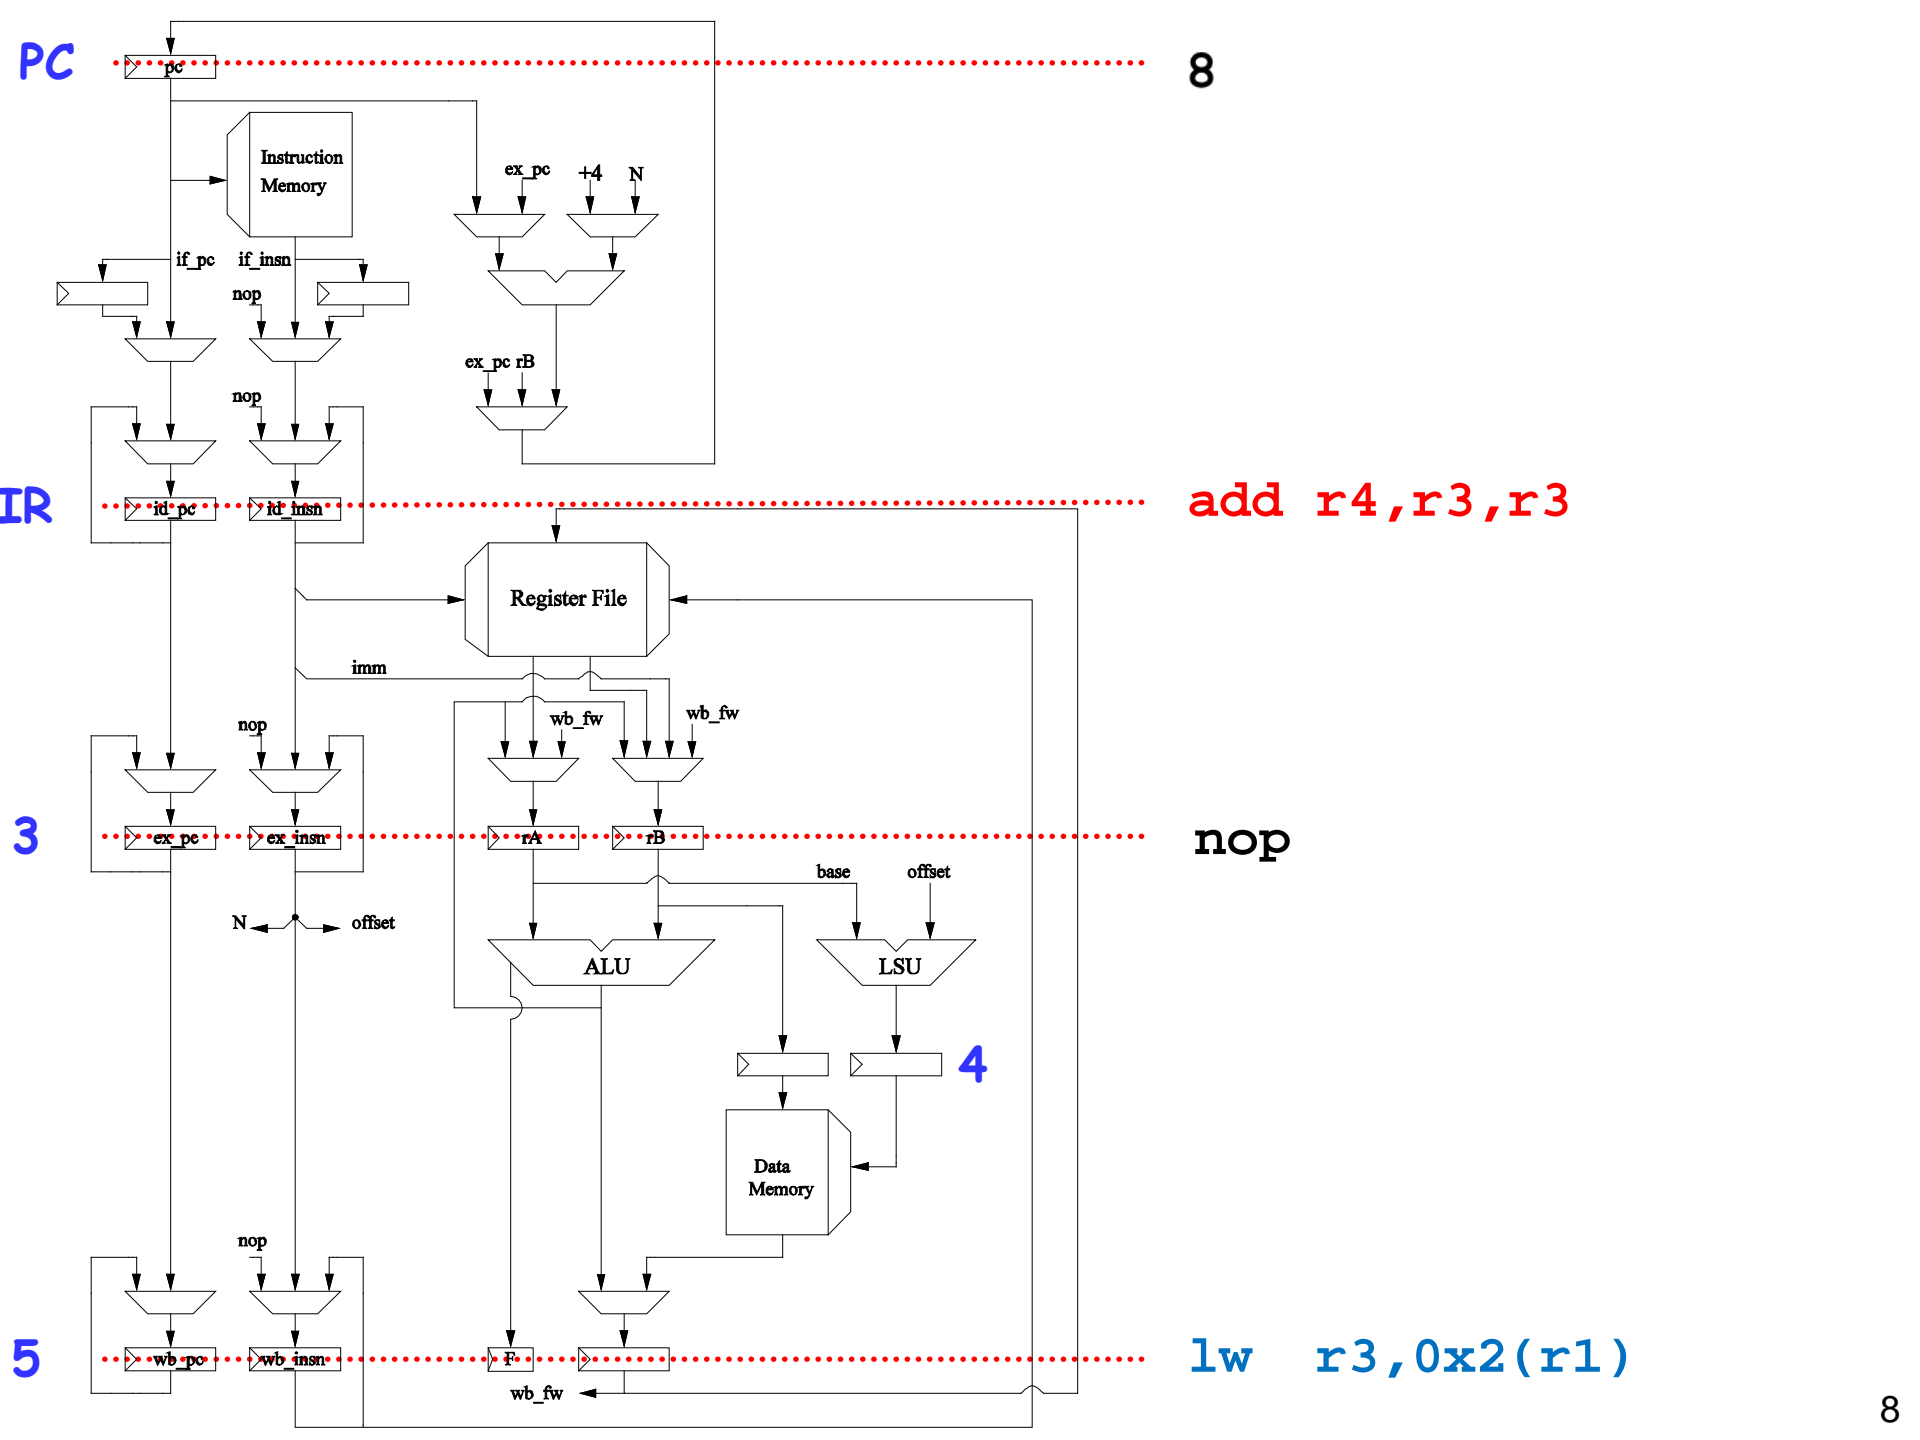 PC
pc
8
Instruction
Memory
ex_pc
+4
N
if_pc
if_insn
nop
ex_pc rB
nop
IR
id_pc
id_insn
add r4,r3,r3
Register File
imm
nop
wb_fw
wb_fw
3
ex_pc
ex_insn
rA
rB
nop
base
offset
N
offset
ALU
LSU
4
Data
Memory
nop
5
wb_pc
wb_insn
F
lw r3,0x2(r1)
wb_fw
8